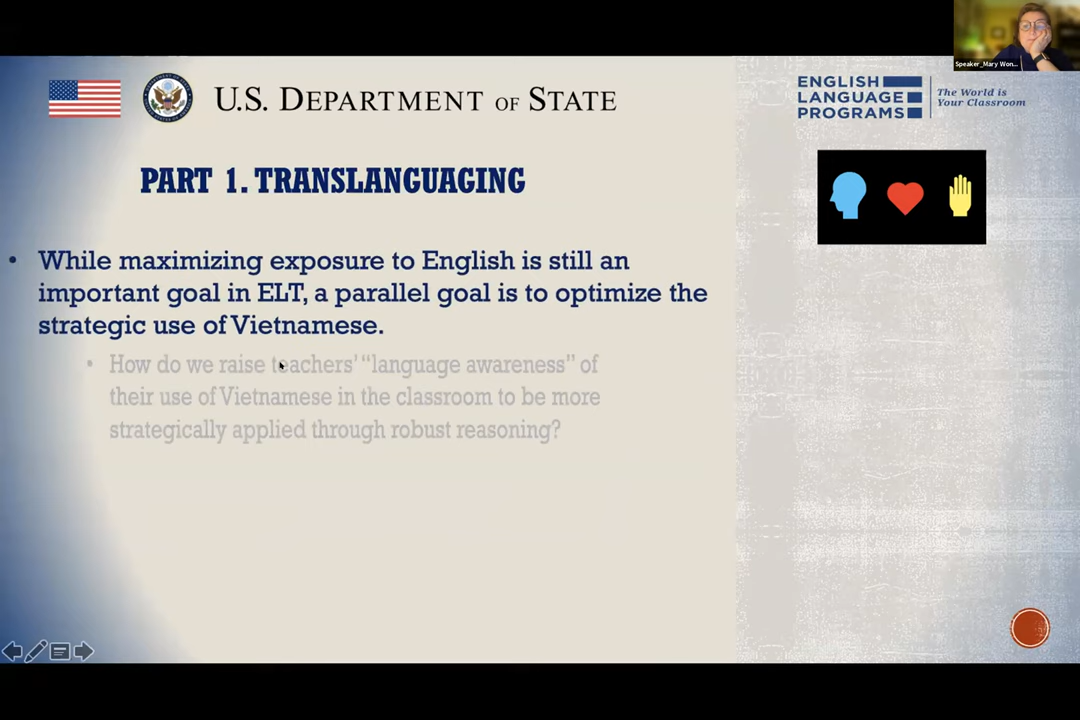 Speaker_Mary Won...
U.S. DEPARTMENT OF STATE
ENGLISH
LANGUAGE
PROGRAMS
The World is
Your Classroom
PART 1. TRANSLANGUAGING
• While maximizing exposure to English is still an
important goal in ELT, a parallel goal is to optimize the
strategic use of Vietnamese.
• How do we raise teachers' “language awareness” of
their use of Vietnamese in the classroom to be more
strategically applied through robust reasoning?